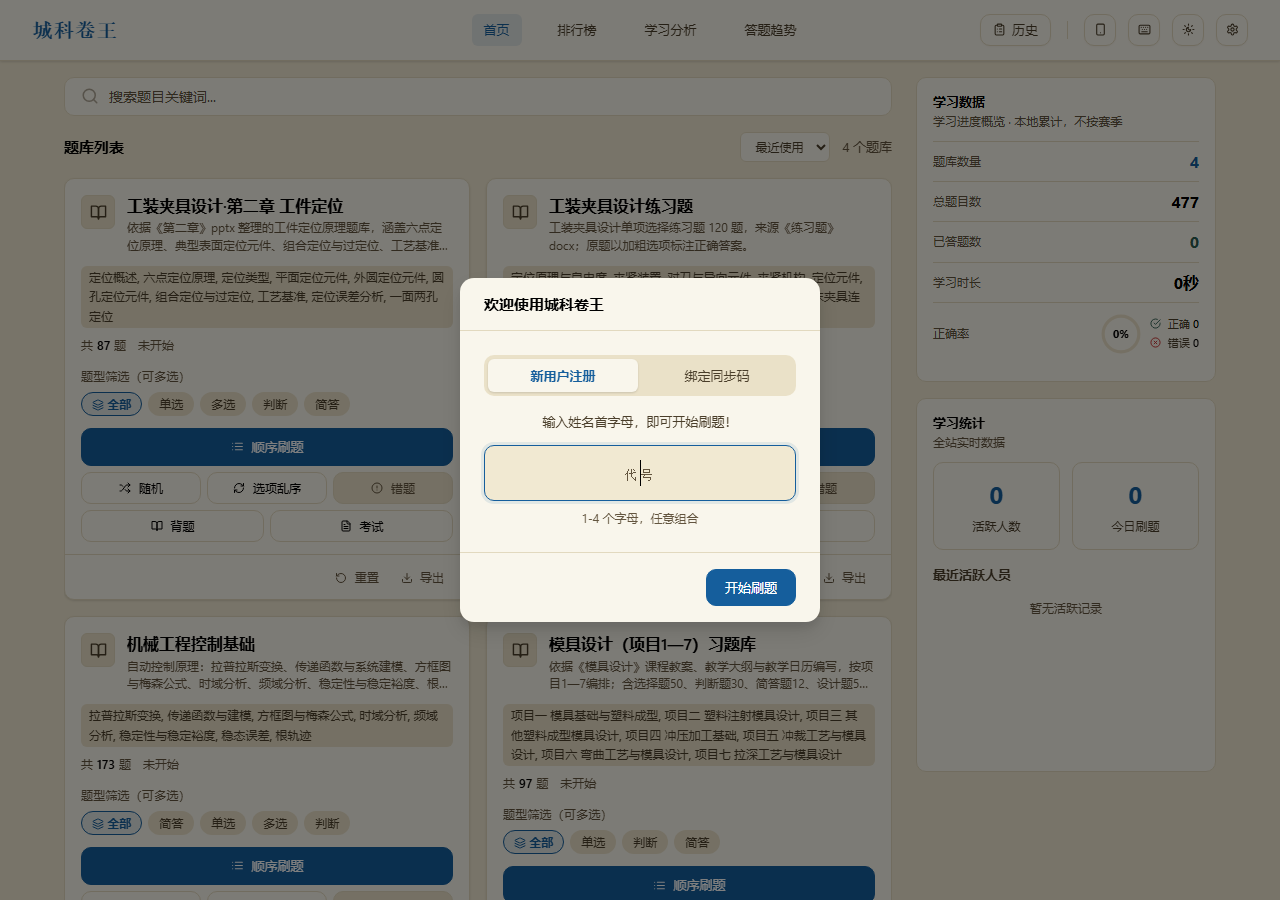 城科卷王
首页
排行榜
学习分析
答题趋势
历史
搜索题目关键词...
题库列表
最近使用
4 个题库
工装夹具设计·第二章 工件定位
依据《第二章》pptx 整理的工件定位原理题库，涵盖六点定
位原理、典型表面定位元件、组合定位与过定位、工艺基准...
定位概述, 六点定位原理, 定位类型, 平面定位元件, 外圆定位元件, 圆
孔定位元件, 组合定位与过定位, 工艺基准, 定位误差分析, 一面两孔
定位
共 87 题 未开始
题型筛选（可多选）
全部
单选
多选
判断
简答
顺序刷题
随机
选项乱序
错题
背题
考试
重置
导出
工装夹具设计练习题
工装夹具设计单项选择练习题 120 题，来源《练习题》
docx；原题以加粗选项标注正确答案。
定位元件,
夹具连
错题
导出
机械工程控制基础
自动控制原理：拉普拉斯变换、传递函数与系统建模、方框图
与梅森公式、时域分析、频域分析、稳定性与稳定裕度、根...
拉普拉斯变换, 传递函数与建模, 方框图与梅森公式, 时域分析, 频域
分析, 稳定性与稳定裕度, 稳态误差, 根轨迹
共 173 题 未开始
题型筛选（可多选）
全部
简答
单选
多选
判断
顺序刷题
模具设计（项目1—7）习题库
依据《模具设计》课程教案、教学大纲与教学日历编写，按项
目1—7编排；含选择题50、判断题30、简答题12、设计题5...
项目一 模具基础与塑料成型, 项目二 塑料注射模具设计, 项目三 其
他塑料成型模具设计, 项目四 冲压加工基础, 项目五 冲裁工艺与模具
设计, 项目六 弯曲工艺与模具设计, 项目七 拉深工艺与模具设计
共 97 题 未开始
题型筛选（可多选）
全部
单选
判断
简答
顺序刷题
学习数据
学习进度概览 · 本地累计，不按赛季
题库数量 4
总题目数 477
已答题数 0
学习时长 0秒
正确率
0%
正确 0
错误 0
学习统计
全站实时数据
0
活跃人数
0
今日刷题
最近活跃人员
暂无活跃记录
欢迎使用城科卷王
新用户注册
绑定同步码
输入姓名首字母，即可开始刷题！
代号
1-4 个字母，任意组合
开始刷题